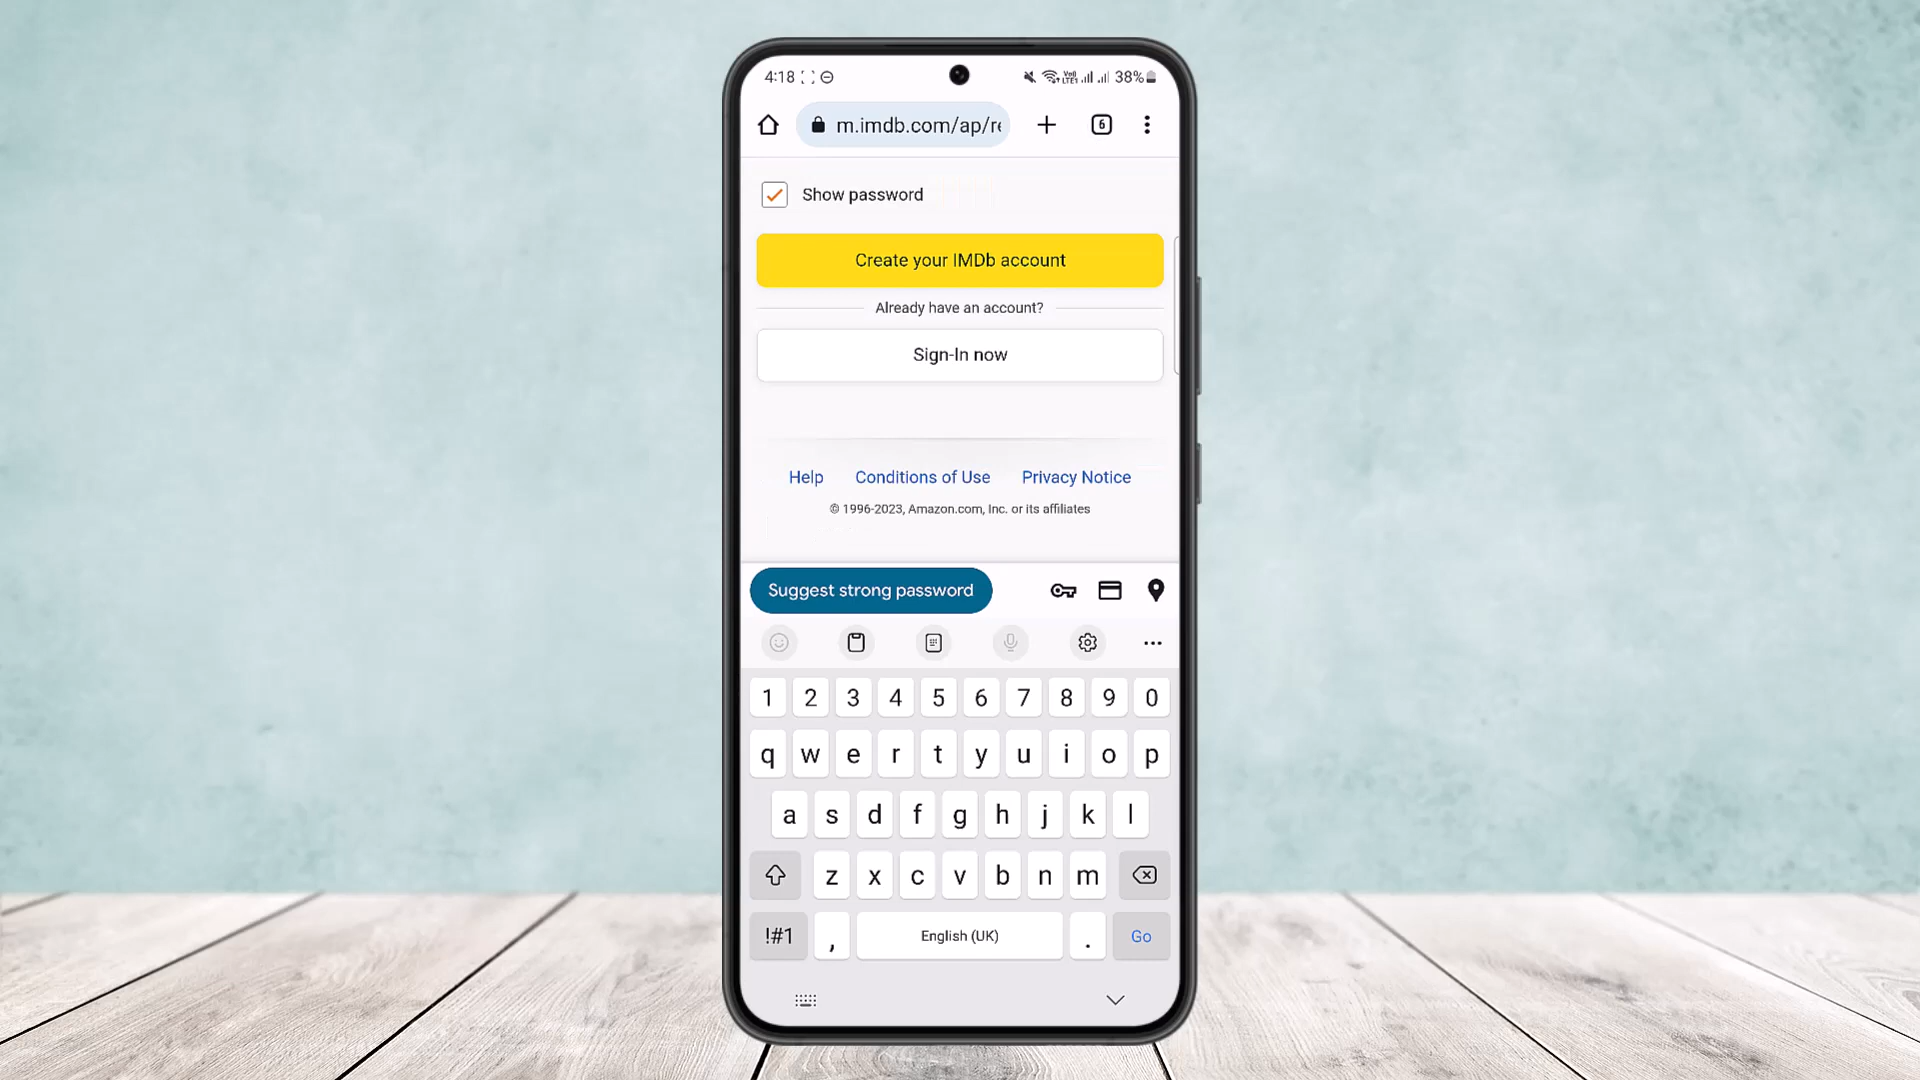 4:18 38%
m.imdb.com/ap/re 6
Show password
Create your IMDb account
Already have an account?
Sign-In now
Help Conditions of Use Privacy Notice
© 1996-2023, Amazon.com, Inc. or its affiliates
Suggest strong password
1 2 3 4 5 6 7 8 9 0
q w e r t y u i o p
a s d f g h j k l
z x c v b n m
!#1 , English (UK) . Go